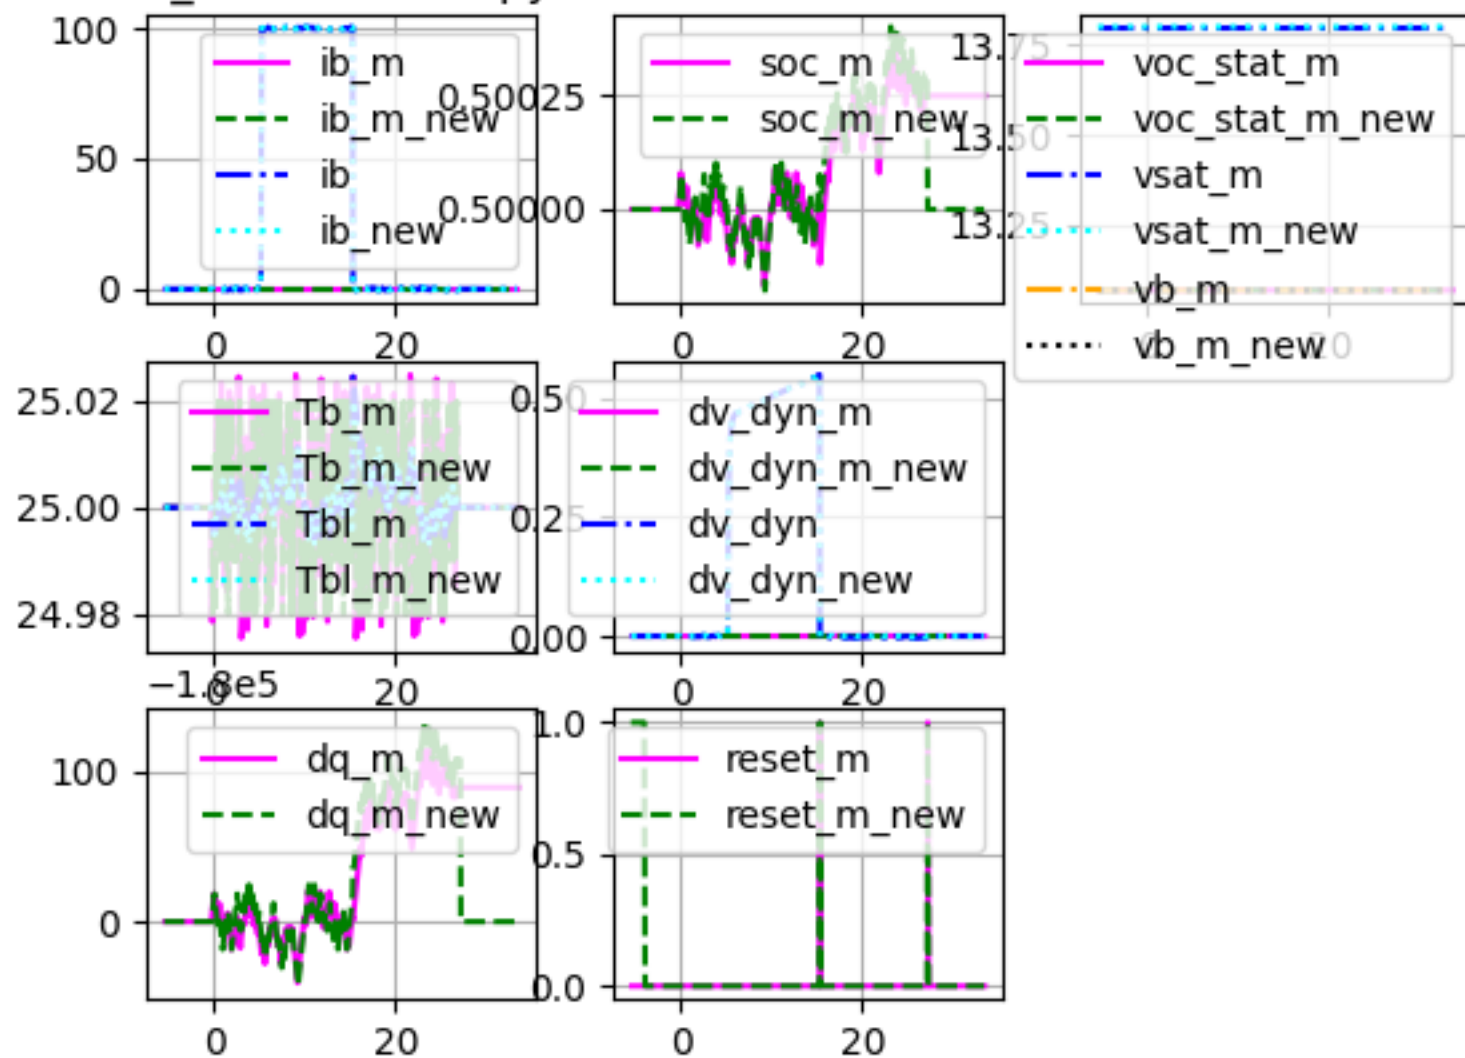 100
50
0
0
20
ib_m
ib_m_new
ib
ib_new
0.50025
0.50000
0
20
soc_m
soc_m_new
13.75
13.50
13.25
20
voc_stat_m
voc_stat_m_new
vsat_m
vsat_m_new
vb_m
vb_m_new
25.02
25.00
24.98
0
20
Tb_m
Tb_m_new
Tbl_m
Tbl_m_new
0.50
0.25
0.00
0
20
dv_dyn_m
dv_dyn_m_new
dv_dyn
dv_dyn_new
−1.8e5
100
0
0
20
dq_m
dq_m_new
1.0
0.5
0.0
0
20
reset_m
reset_m_new